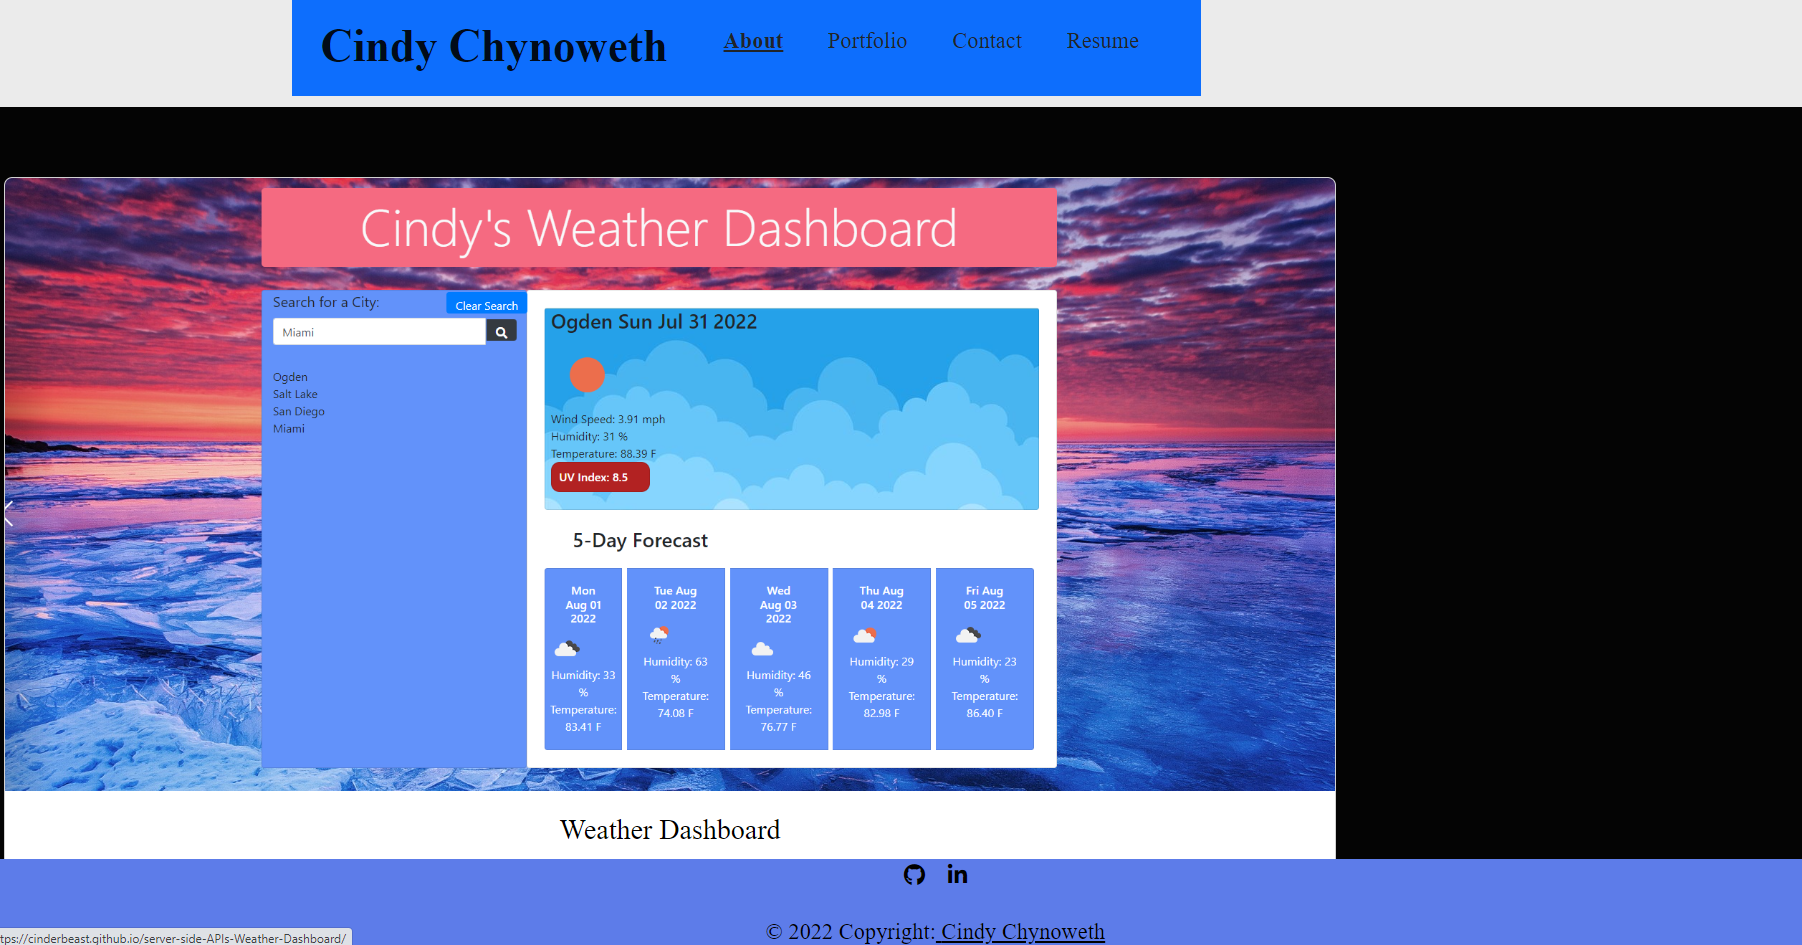 Cindy Chynoweth
About Portfolio Contact Resume
Cindy's Weather Dashboard
Search for a City:
Clear Search
Miami
Ogden
Salt Lake
San Diego
Miami
Ogden Sun Jul 31 2022
Wind Speed: 3.91 mph
Humidity: 31 %
Temperature: 88.39 F
UV Index: 8.5
5-Day Forecast
Mon
Aug 01
2022
Humidity: 33
%
Temperature:
83.41 F
Tue Aug
02 2022
Humidity: 63
%
Temperature:
74.08 F
Wed
Aug 03
2022
Humidity: 46
%
Temperature:
76.77 F
Thu Aug
04 2022
Humidity: 29
%
Temperature:
82.98 F
Fri Aug
05 2022
Humidity: 23
%
Temperature:
86.40 F
Weather Dashboard
in
© 2022 Copyright: Cindy Chynoweth
tps://cinderbeast.github.io/server-side-APIs-Weather-Dashboard/